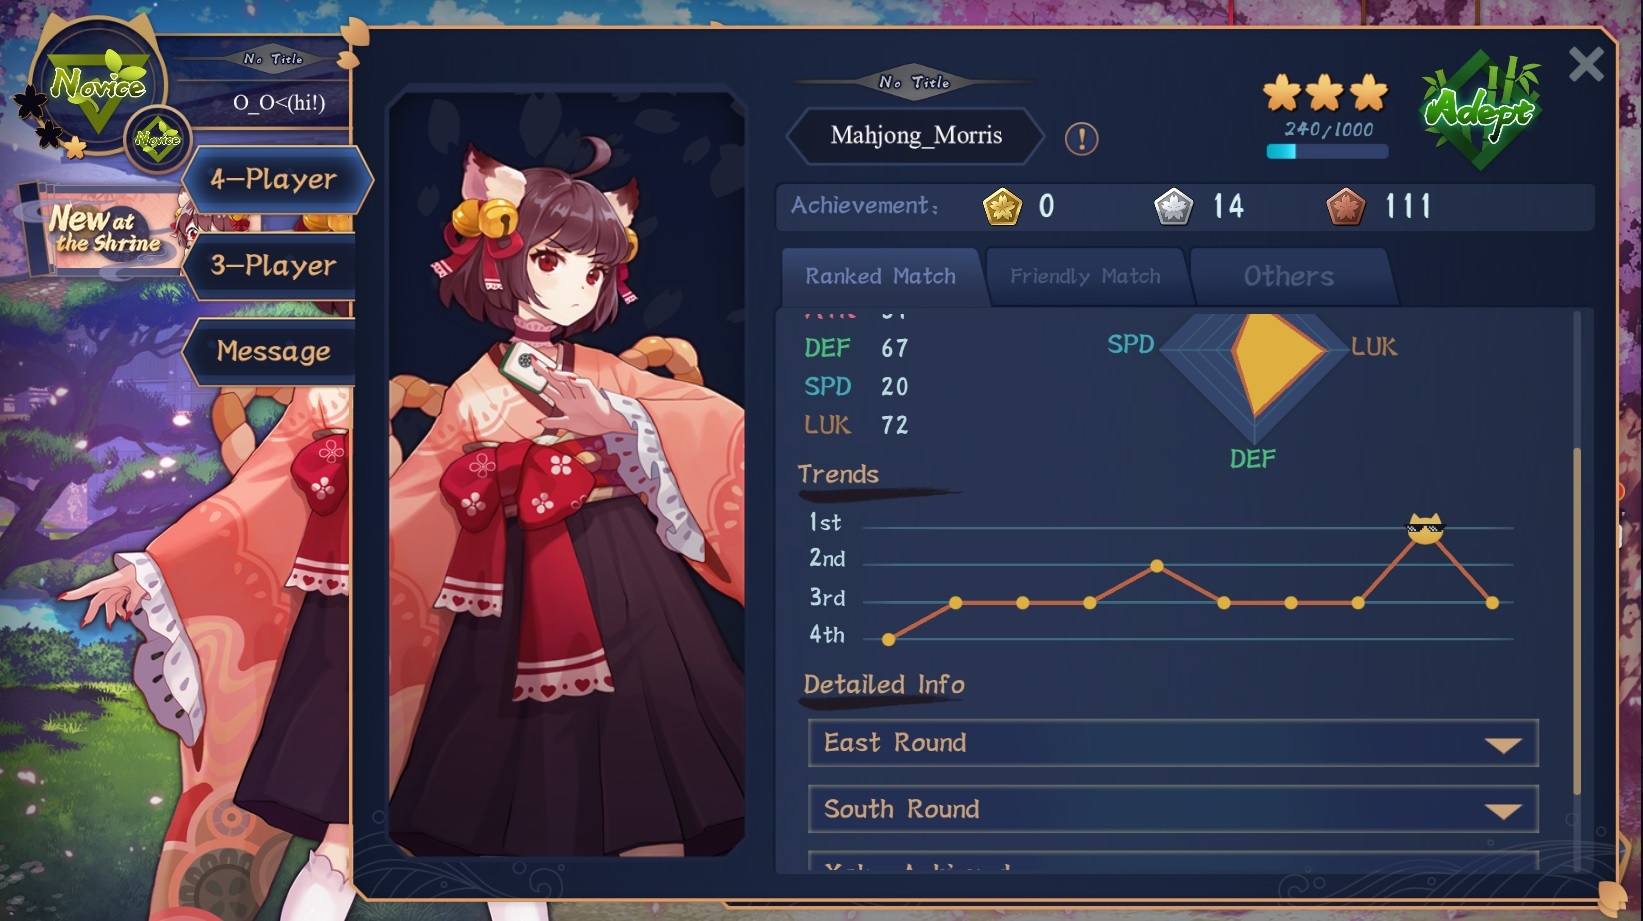 Novice
No Title
O_O<(hi!)
Novice
New at
the Shrine
4-Player
3-Player
Message
No Title
Mahjong_Morris
!
240/1000
Adept
Achievement:
0
14
111
Ranked Match
Friendly Match
Others
DEF 67
SPD 20
LUK 72
SPD
LUK
DEF
Trends
1st
2nd
3rd
4th
Detailed Info
East Round
South Round